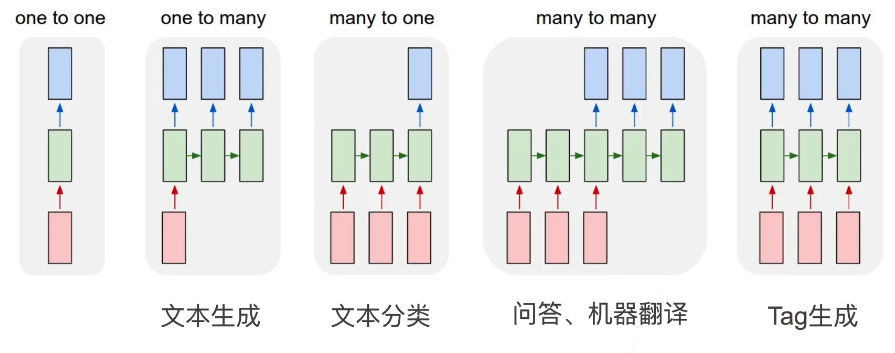 one to one
one to many
many to one
many to many
many to many
文本生成
文本分类
问答、机器翻译
Tag生成